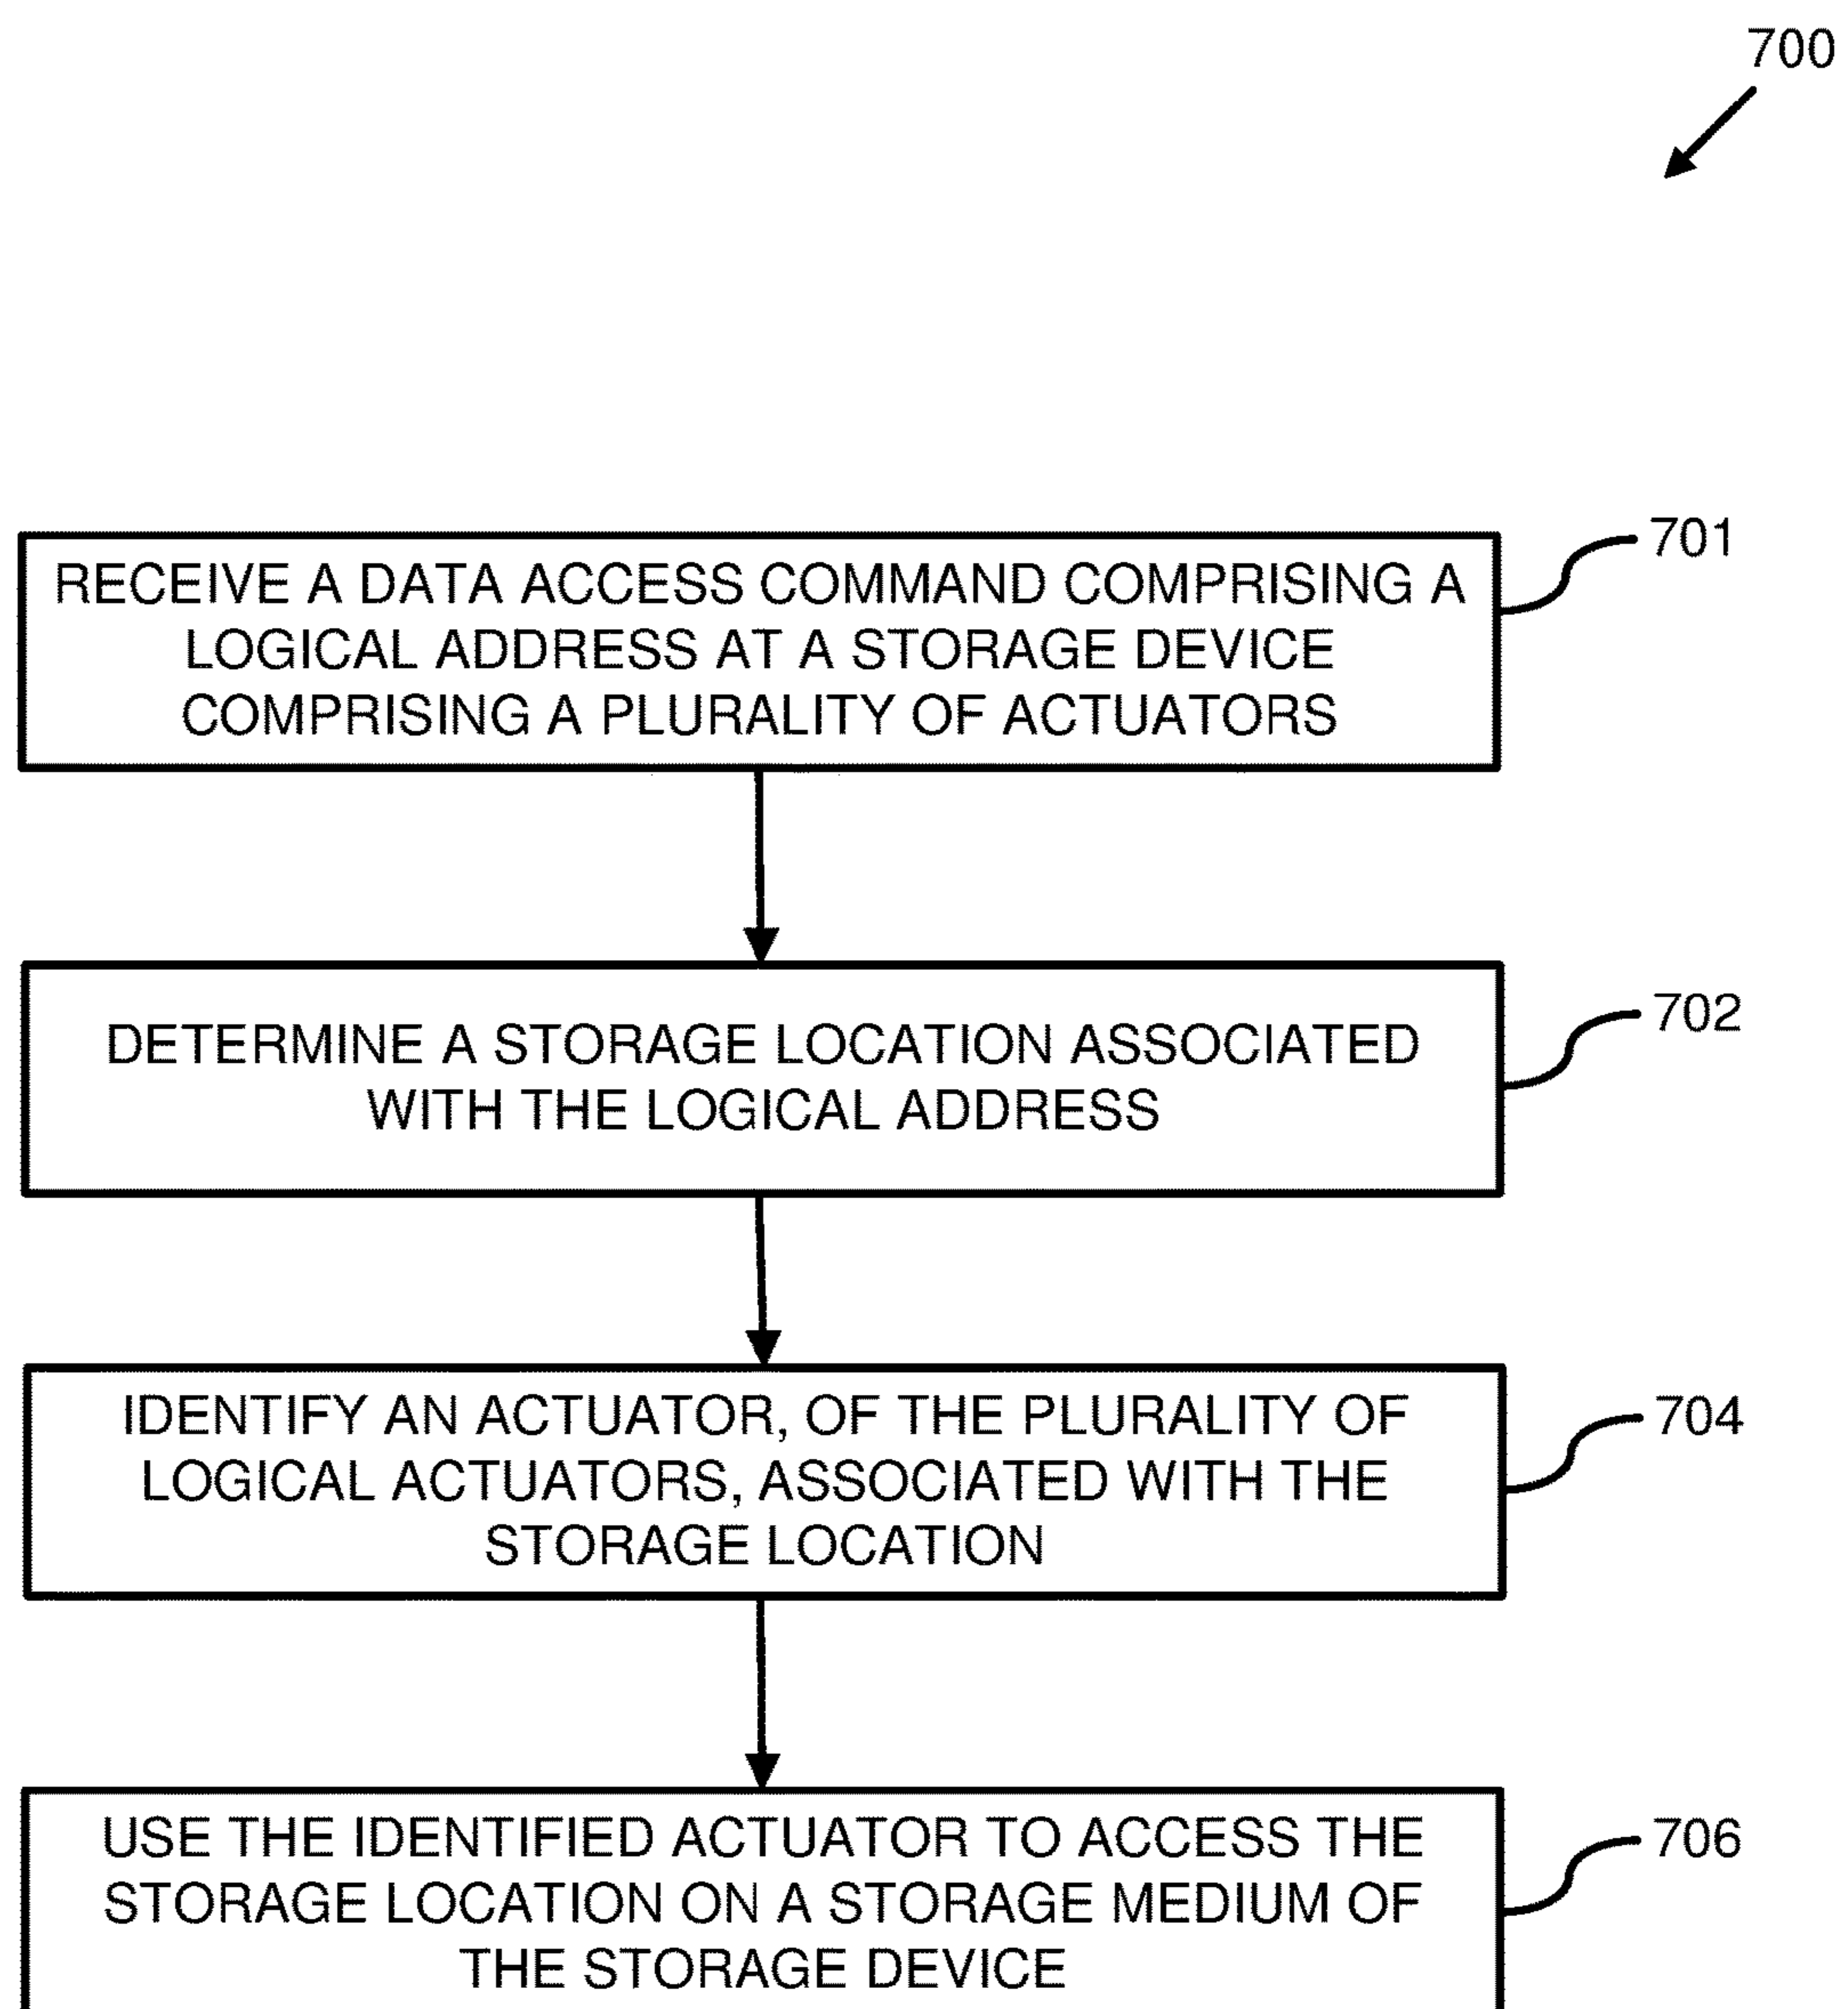 700
RECEIVE A DATA ACCESS COMMAND COMPRISING A
LOGICAL ADDRESS AT A STORAGE DEVICE
COMPRISING A PLURALITY OF ACTUATORS
701
DETERMINE A STORAGE LOCATION ASSOCIATED
WITH THE LOGICAL ADDRESS
702
IDENTIFY AN ACTUATOR, OF THE PLURALITY OF
LOGICAL ACTUATORS, ASSOCIATED WITH THE
STORAGE LOCATION
704
USE THE IDENTIFIED ACTUATOR TO ACCESS THE
STORAGE LOCATION ON A STORAGE MEDIUM OF
THE STORAGE DEVICE
706